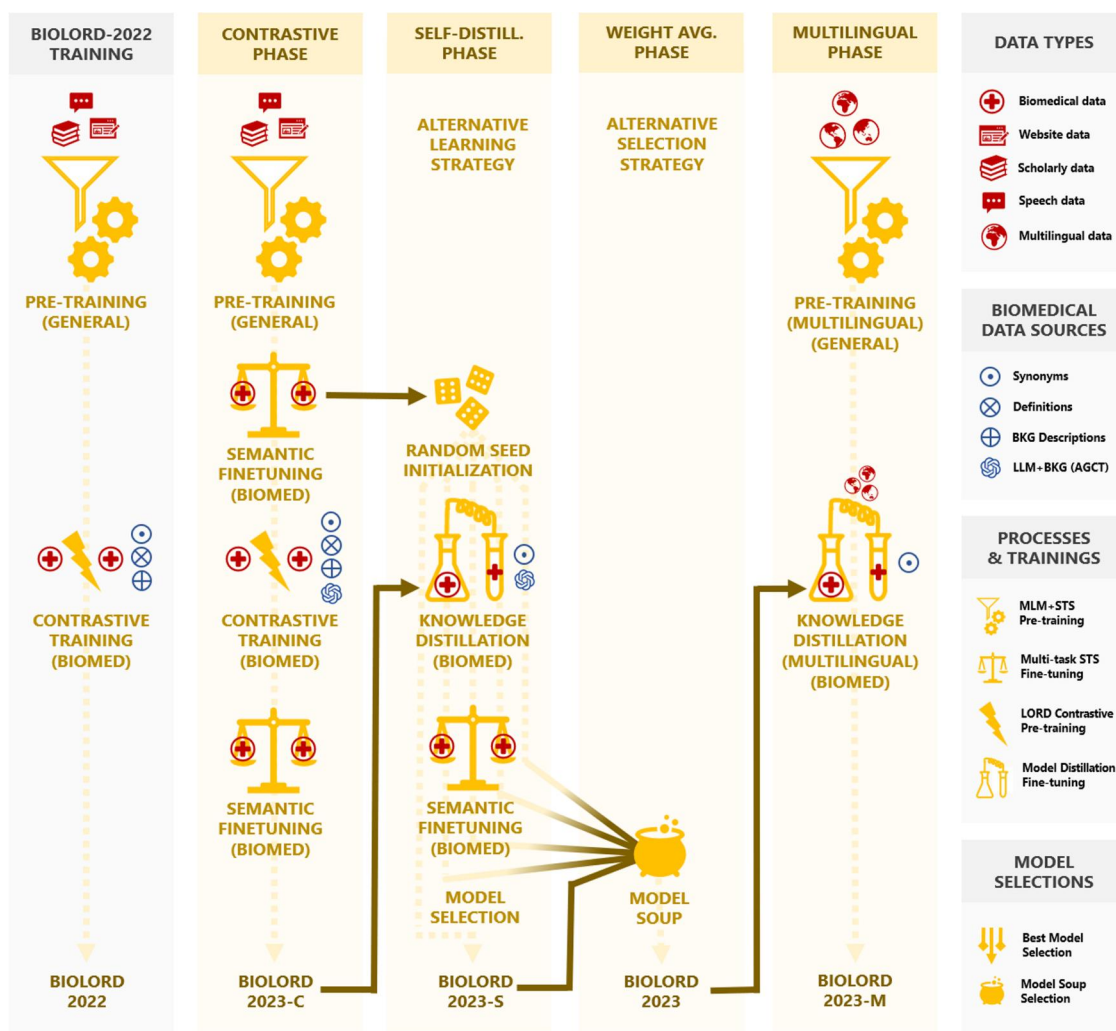 BIOLORD-2022
TRAINING
PRE-TRAINING
(GENERAL)
CONTRASTIVE
TRAINING
(BIOMED)
BIOLORD
2022
CONTRASTIVE
PHASE
PRE-TRAINING
(GENERAL)
SEMANTIC
FINETUNING
(BIOMED)
CONTRASTIVE
TRAINING
(BIOMED)
SEMANTIC
FINETUNING
(BIOMED)
BIOLORD
2023-C
SELF-DISTILL.
PHASE
ALTERNATIVE
LEARNING
STRATEGY
RANDOM SEED
INITIALIZATION
KNOWLEDGE
DISTILLATION
(BIOMED)
SEMANTIC
FINETUNING
(BIOMED)
MODEL
SELECTION
BIOLORD
2023-S
WEIGHT AVG.
PHASE
ALTERNATIVE
SELECTION
STRATEGY
MODEL
SOUP
BIOLORD
2023
MULTILINGUAL
PHASE
PRE-TRAINING
(MULTILINGUAL)
(GENERAL)
KNOWLEDGE
DISTILLATION
(MULTILINGUAL)
(BIOMED)
BIOLORD
2023-M
DATA TYPES
Biomedical data
Website data
Scholarly data
Speech data
Multilingual data
BIOMEDICAL
DATA SOURCES
Synonyms
Definitions
BKG Descriptions
LLM+BKG (AGCT)
PROCESSES
& TRAININGS
MLM+STS
Pre-training
Multi-task STS
Fine-tuning
LORD Contrastive
Pre-training
Model Distillation
Fine-tuning
MODEL
SELECTIONS
Best Model
Selection
Model Soup
Selection